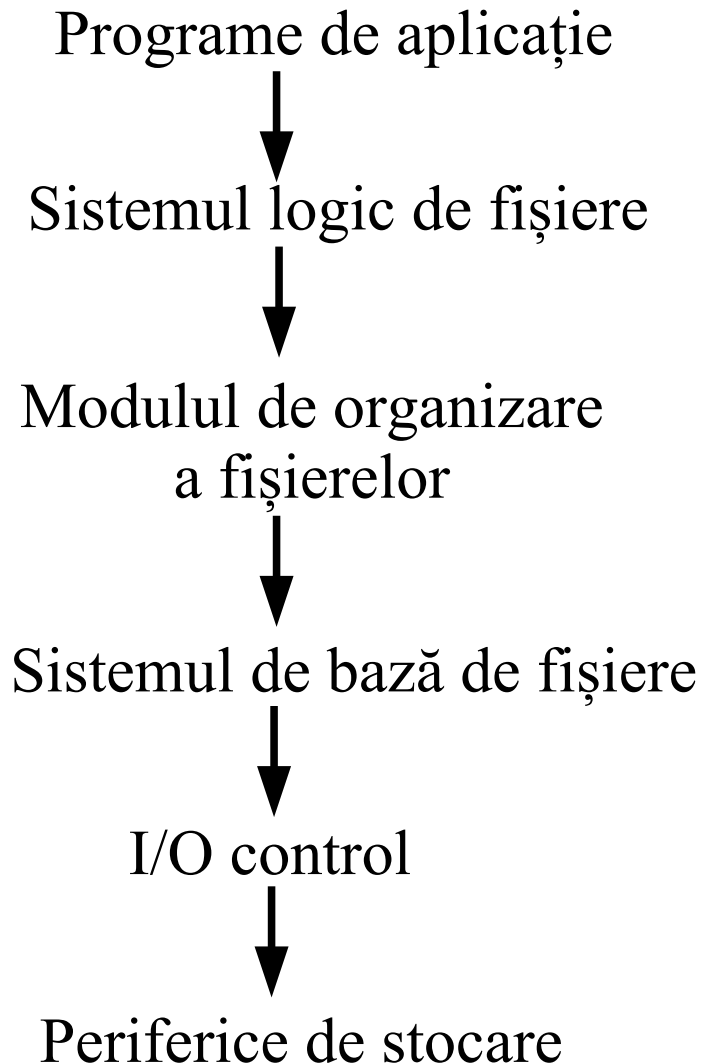 Programe de aplicație
Sistemul logic de fișiere
Modulul de organizare
a fișierelor
Sistemul de bază de fișiere
I/O control
Periferice de stocare